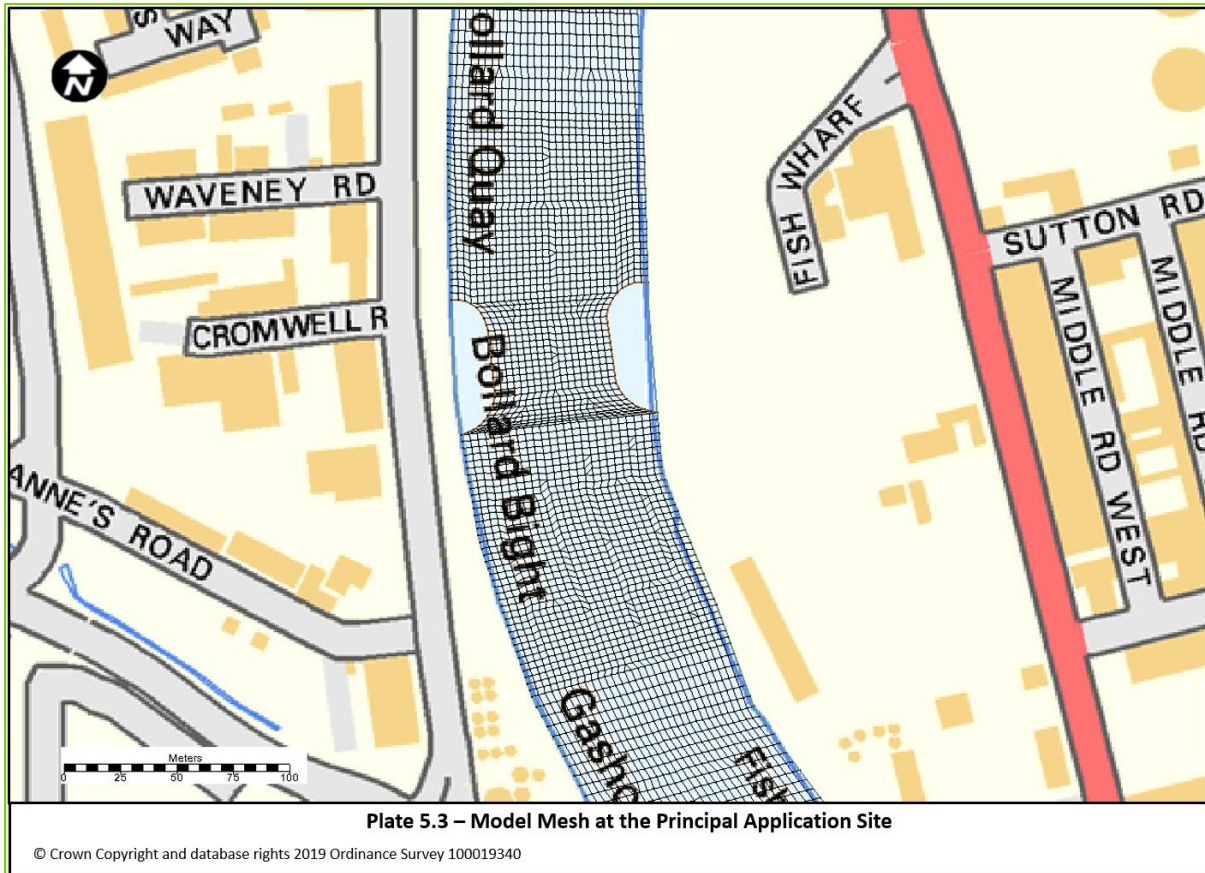 S
WAY
N
WAVENEY RD
CROMWELL R
ANNE'S ROAD
ollard Quay
Bollard Bight
Gasho
Fish
FISH WHARF
SUTTON RD
MIDDLE RD WEST
MIDDLE RD
Meters
0 25 50 75 100
Plate 5.3 – Model Mesh at the Principal Application Site
© Crown Copyright and database rights 2019 Ordinance Survey 100019340